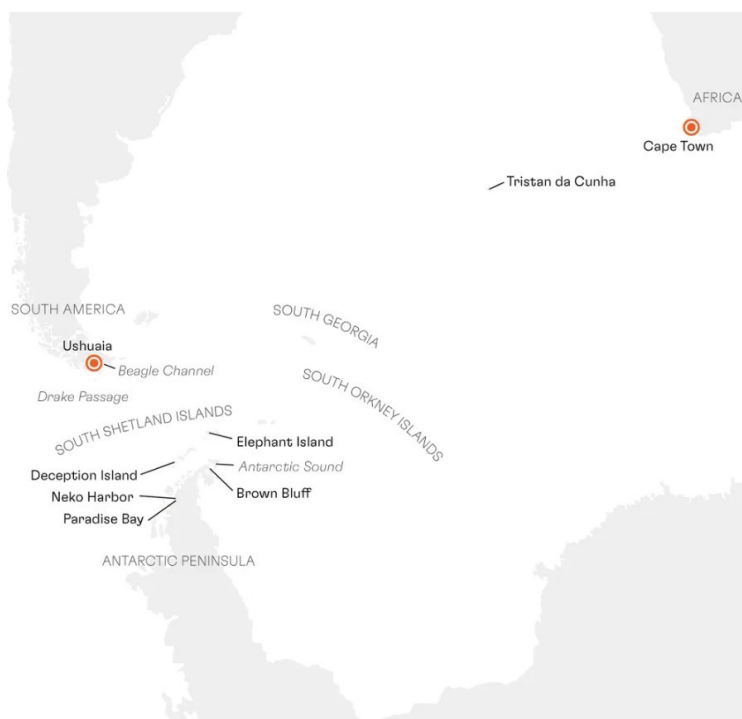 AFRICA
Cape Town
Tristan da Cunha
SOUTH AMERICA
SOUTH GEORGIA
Ushuaia
Beagle Channel
Drake Passage
SOUTH ORKNEY ISLANDS
SOUTH SHETLAND ISLANDS
Elephant Island
Antarctic Sound
Deception Island
Brown Bluff
Neko Harbor
Paradise Bay
ANTARCTIC PENINSULA